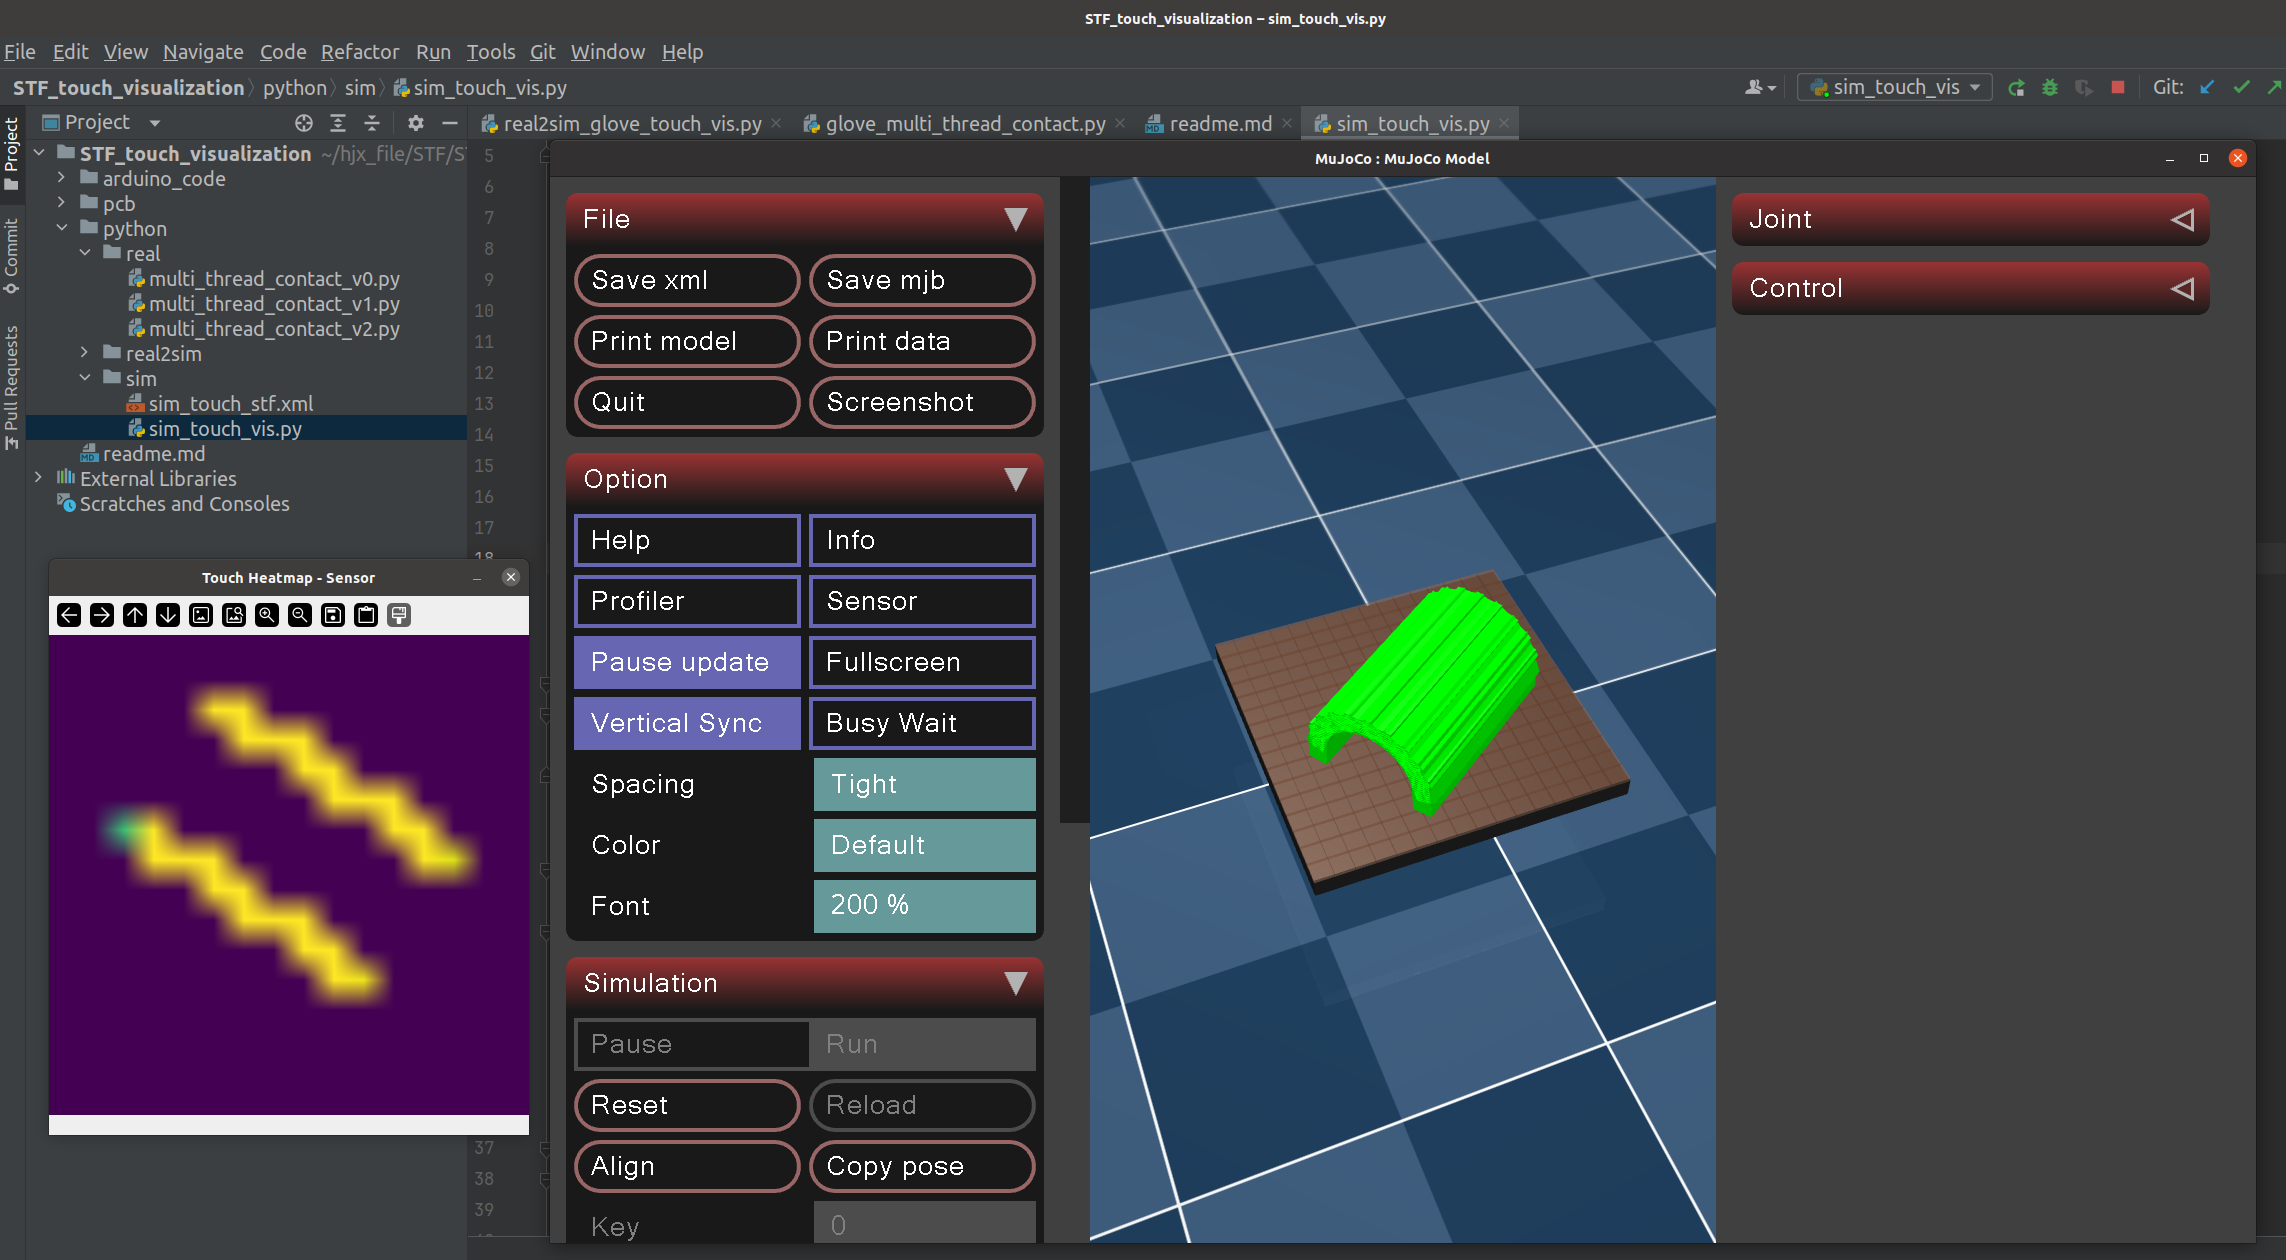 STF_touch_visualization – sim_touch_vis.py
File Edit View Navigate Code Refactor Run Tools Git Window Help
STF_touch_visualization python sim sim_touch_vis.py
sim_touch_vis Git:
Project
real2sim_glove_touch_vis.py glove_multi_thread_contact.py readme.md sim_touch_vis.py
Project
Commit
Pull Requests
STF_touch_visualization ~/hjx_file/STF/S
arduino_code
pcb
python
real
multi_thread_contact_v0.py
multi_thread_contact_v1.py
multi_thread_contact_v2.py
real2sim
sim
sim_touch_stf.xml
sim_touch_vis.py
readme.md
External Libraries
Scratches and Consoles
5
6
7
8
9
10
11
12
13
14
15
16
17
18
37
38
39
Touch Heatmap - Sensor
MuJoCo : MuJoCo Model
File
Save xml Save mjb
Print model Print data
Quit Screenshot
Option
Help Info
Profiler Sensor
Pause update Fullscreen
Vertical Sync Busy Wait
Spacing Tight
Color Default
Font 200 %
Simulation
Pause Run
Reset Reload
Align Copy pose
Key 0
Joint
Control